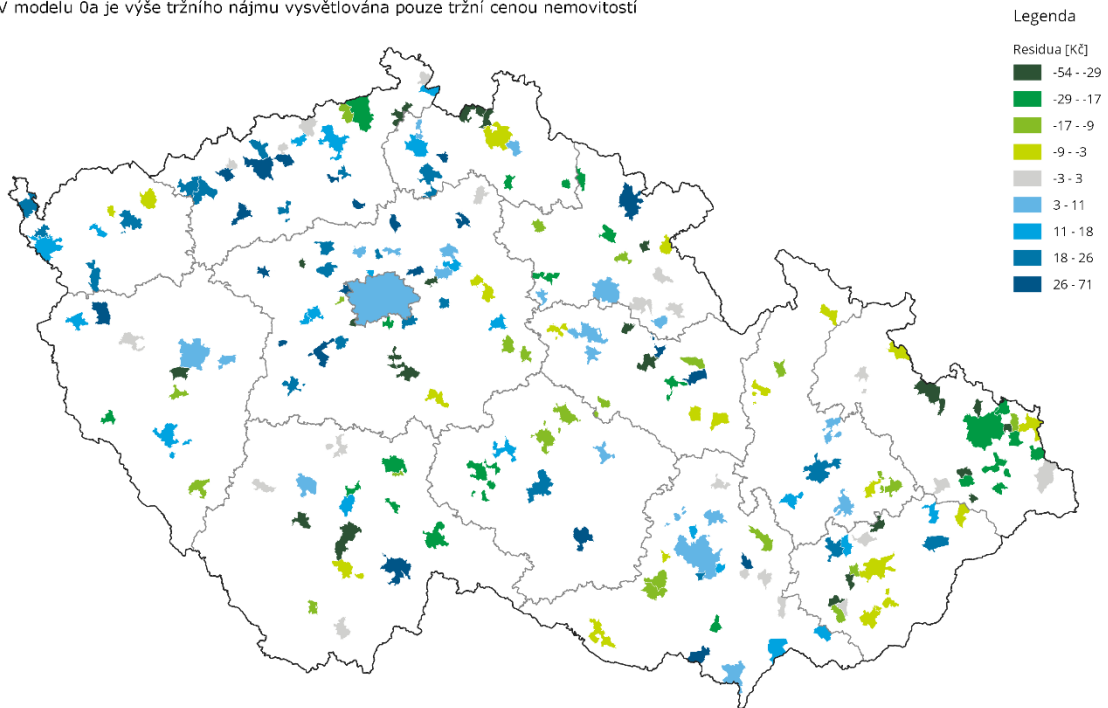 V modelu 0a je výše tržního nájmu vysvětlována pouze tržní cenou nemovitostí
Legenda
Residua [Kč]
-54 - -29
-29 - -17
-17 - -9
-9 - -3
-3 - 3
3 - 11
11 - 18
18 - 26
26 - 71